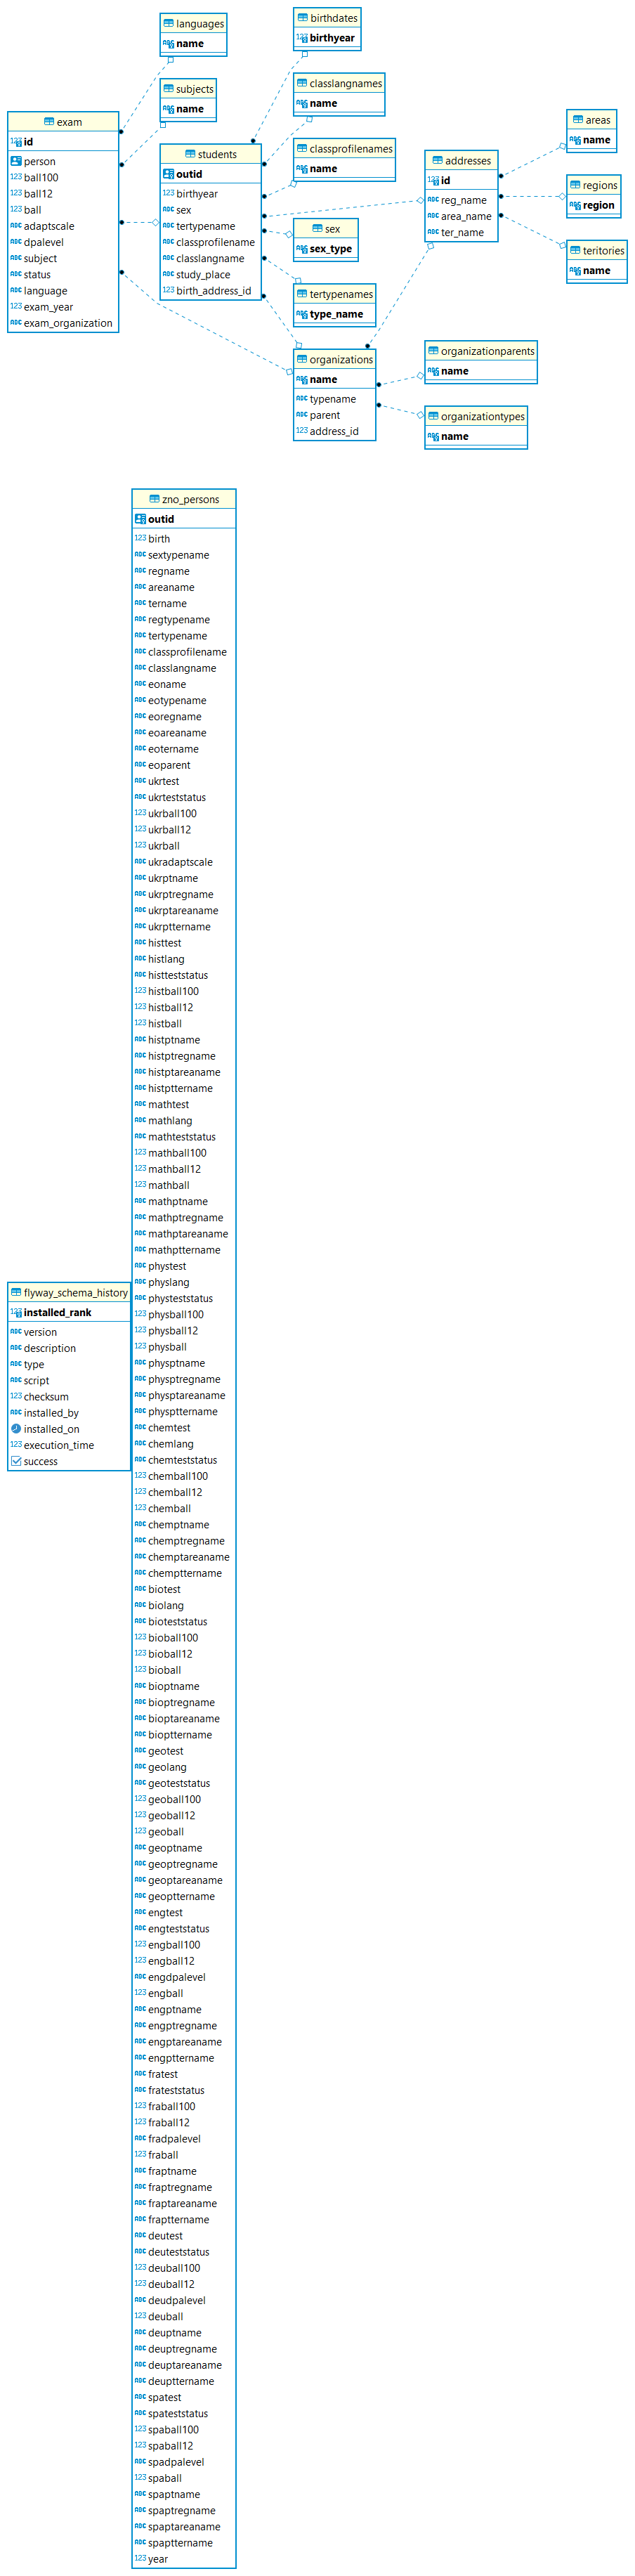 languages
name
subjects
name
exam
id
person
ball100
ball12
ball
adaptscale
dpalevel
subject
status
language
exam_year
exam_organization
students
outid
birthyear
sex
tertypename
classprofilename
classlangname
study_place
birth_address_id
birthdates
birthyear
classlangnames
name
classprofilenames
name
sex
sex_type
tertypenames
type_name
organizations
name
typename
parent
address_id
addresses
id
reg_name
area_name
ter_name
areas
name
regions
region
teritories
name
organizationparents
name
organizationtypes
name
zno_persons
outid
birth
sextypename
regname
areaname
tername
regtypename
tertypename
classprofilename
classlangname
eoname
eotypename
eoregname
eoareaname
eotername
eoparent
ukrtest
ukrteststatus
ukrball100
ukrball12
ukrball
ukradaptscale
ukrptname
ukrptregname
ukrptareaname
ukrpttername
histtest
histlang
histteststatus
histball100
histball12
histball
histptname
histptregname
histptareaname
histpttername
mathtest
mathlang
mathteststatus
mathball100
mathball12
mathball
mathptname
mathptregname
mathptareaname
mathpttername
phystest
physlang
physteststatus
physball100
physball12
physball
physptname
physptregname
physptareaname
physpttername
chemtest
chemlang
chemteststatus
chemball100
chemball12
chemball
chemptname
chemptregname
chemptareaname
chempttername
biotest
biolang
bioteststatus
bioball100
bioball12
bioball
bioptname
bioptregname
bioptareaname
biopttername
geotest
geolang
geoteststatus
geoball100
geoball12
geoball
geoptname
geoptregname
geoptareaname
geopttername
engtest
engteststatus
engball100
engball12
engdpalevel
engball
engptname
engptregname
engptareaname
engpttername
fratest
frateststatus
fraball100
fraball12
fradpalevel
fraball
fraptname
fraptregname
fraptareaname
frapttername
deutest
deuteststatus
deuball100
deuball12
deudpalevel
deuball
deuptname
deuptregname
deuptareaname
deupttername
spatest
spateststatus
spaball100
spaball12
spadpalevel
spaball
spaptname
spaptregname
spaptareaname
spapttername
year
flyway_schema_history
installed_rank
version
description
type
script
checksum
installed_by
installed_on
execution_time
success